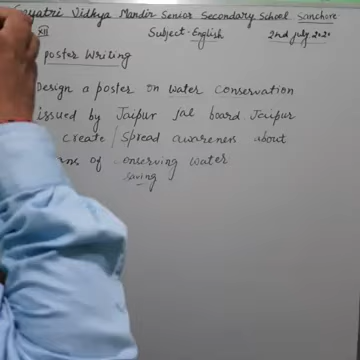 Gayatri Vidhya Mandir Senior Secondary School Sanchore
XII Subject - English 2nd july 2020
poster Writing
Design a poster on water conservation
issued by Jaipur jal board Jaipur
create / Spread awareness about
of conserving water
saving